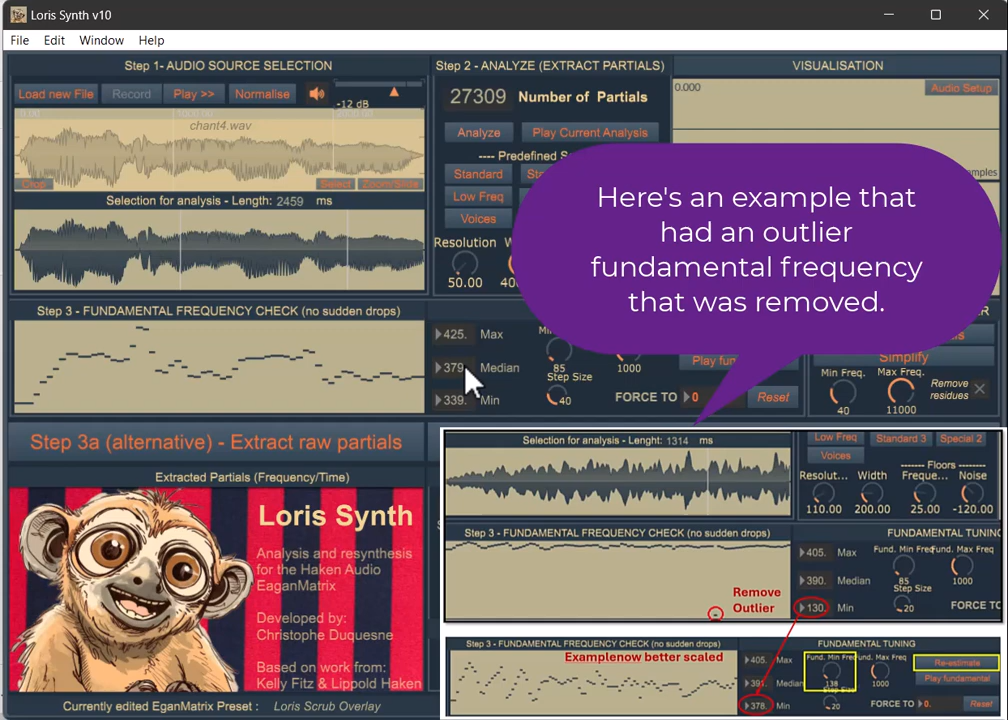 Loris Synth v10
File Edit Window Help
Step 1- AUDIO SOURCE SELECTION
Load new File Record Play >> Normalise -12 dB
chant4.wav
Crop Select Zoom
Selection for analysis - Length: 2459 ms
Step 2 - ANALYZE (EXTRACT PARTIALS)
27309 Number of Partials
Analyze Play Current Analysis
---- Predefined
Standard
Low Freq
Voices
Resolution
50.00
VISUALISATION
0.000 Audio Setup
Here's an example that
had an outlier
fundamental frequency
that was removed.
Step 3 - FUNDAMENTAL FREQUENCY CHECK (no sudden drops)
425. Max
379 Median
339. Min
85 1000
Step Size
40
Play
FORCE TO 0 Reset
Simplify
Min Freq. Max Freq.
40 11000
Remove
residues
Step 3a (alternative) - Extract raw partials
Extracted Partials (Frequency/Time)
Loris Synth
Analysis and resynthesis
for the Haken Audio
EaganMatrix
Developed by:
Christophe Duquesne
Based on work from:
Kelly Fitz & Lippold Haken
Currently edited EganMatrix Preset : Loris Scrub Overlay
Selection for analysis - Lenght: 1314 ms
Low Freq Standard 3 Special 2
Voices
------ Floors ------
Resolut... Width Freque... Noise
110.00 200.00 25.00 -120.00
Step 3 - FUNDAMENTAL FREQUENCY CHECK (no sudden drops)
FUNDAMENTAL TUNING
405. Max
390. Median
130. Min
Fund. Min Freq Fund. Max Freq
85 1000
Step Size
20
FORCE TO
Remove
Outlier
Step 3 - FUNDAMENTAL FREQUENCY CHECK (no sudden drops)
Examplenow better scaled
FUNDAMENTAL TUNING
405. Max
391. Median
378. Min
Fund. Min Freq Fund. Max Freq
138 1000
Step Size
20
Re-estimate
Play fundamental
FORCE TO 0. Reset